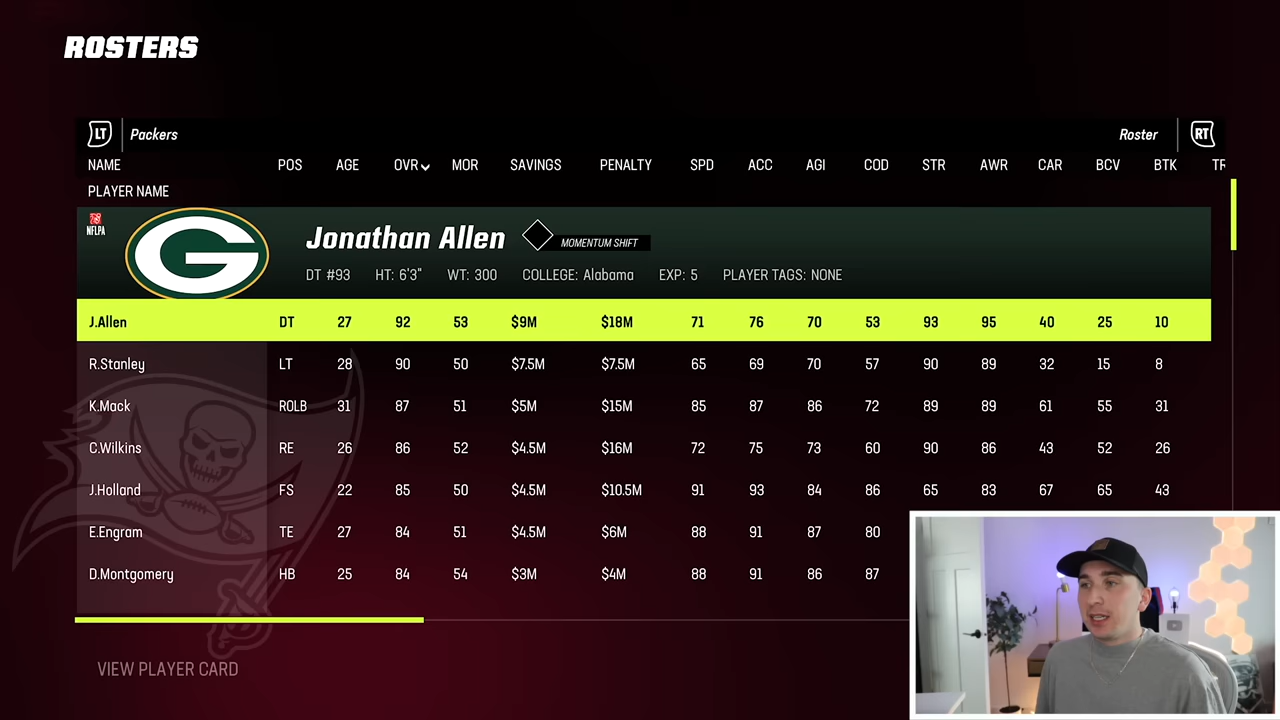 ROSTERS
LT Packers Roster RT
NAME POS AGE OVR MOR SAVINGS PENALTY SPD ACC AGI COD STR AWR CAR BCV BTK TR
PLAYER NAME
NFLPA
G
Jonathan Allen MOMENTUM SHIFT
DT #93 HT: 6'3" WT: 300 COLLEGE: Alabama EXP: 5 PLAYER TAGS: NONE
J.Allen DT 27 92 53 $9M $18M 71 76 70 53 93 95 40 25 10
R.Stanley LT 28 90 50 $7.5M $7.5M 65 69 70 57 90 89 32 15 8
K.Mack ROLB 31 87 51 $5M $15M 85 87 86 72 89 89 61 55 31
C.Wilkins RE 26 86 52 $4.5M $16M 72 75 73 60 90 86 43 52 26
J.Holland FS 22 85 50 $4.5M $10.5M 91 93 84 86 65 83 67 65 43
E.Engram TE 27 84 51 $4.5M $6M 88 91 87 80
D.Montgomery HB 25 84 54 $3M $4M 88 91 86 87
VIEW PLAYER CARD